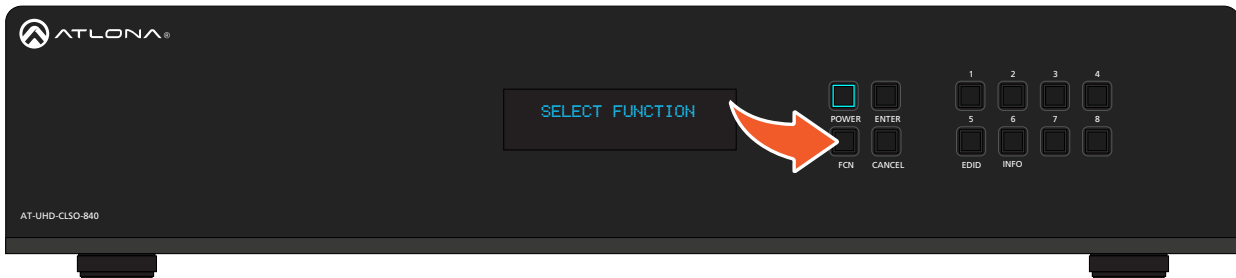 ATLONA®
SELECT FUNCTION
1 2 3 4
POWER ENTER 5 6 7 8
FCN CANCEL EDID INFO
AT-UHD-CLSO-840